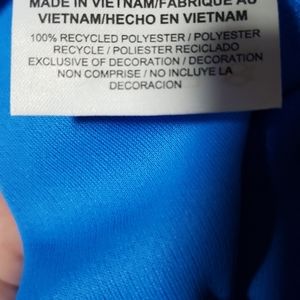 MADE IN VIETNAM/FABRIQUÉ AU
VIETNAM/HECHO EN VIETNAM
100% RECYCLED POLYESTER / POLYESTER
RECYCLE / POLIESTER RECICLADO
EXCLUSIVE OF DECORATION / DECORATION
NON COMPRISE / NO INCLUYE LA
DECORACION